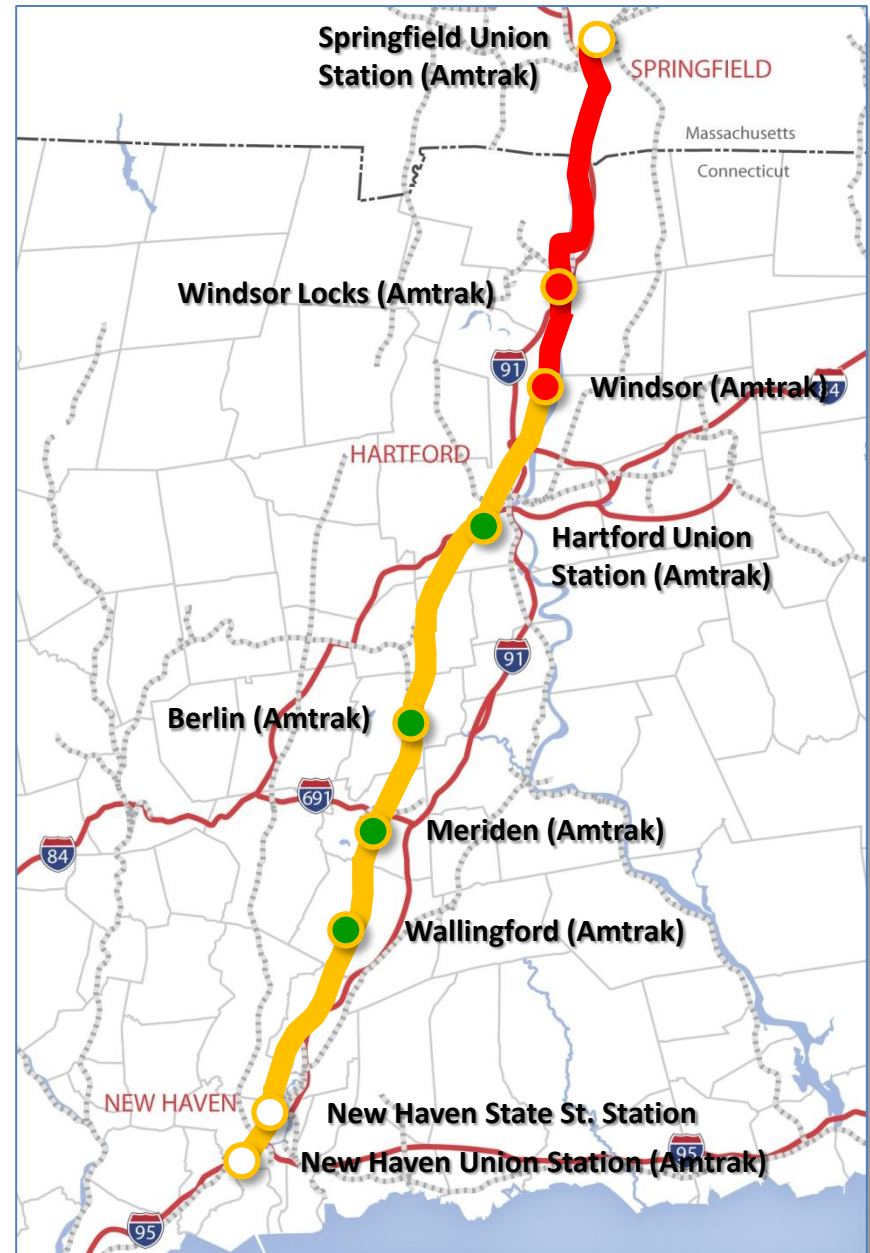 Springfield Union
Station (Amtrak)
SPRINGFIELD
Massachusetts
Connecticut
Windsor Locks (Amtrak)
91
Windsor (Amtrak)
84
HARTFORD
Hartford Union
Station (Amtrak)
91
Berlin (Amtrak)
691
Meriden (Amtrak)
84
Wallingford (Amtrak)
NEW HAVEN
New Haven State St. Station
New Haven Union Station (Amtrak)
95
95